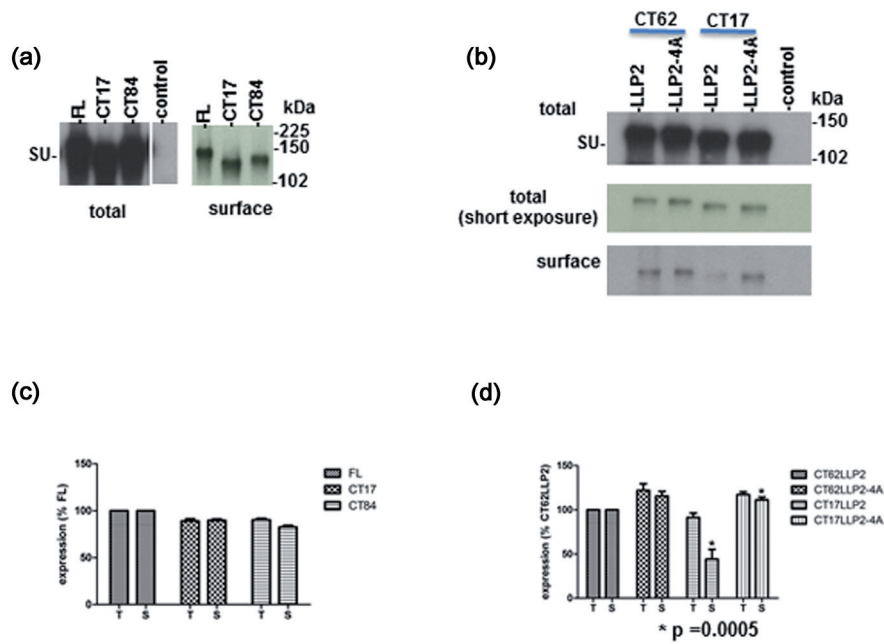 (a)
-FL
-CT17
-CT84
-control
SU-
total
-FL
-CT17
-CT84
kDa
-225
-150
-102
surface
(b)
CT62
CT17
-LLP2
-LLP2-4A
-LLP2
-LLP2-4A
-control
total
kDa
-150
SU-
-102
total
(short exposure)
surface
(c)
expression (% FL)
150
100
50
0
T S T S T S
FL
CT17
CT84
(d)
expression (% CT62LLP2)
150
100
50
0
* *
T S T S T S T S
CT62LLP2
CT62LLP2-4A
CT17LLP2
CT17LLP2-4A
* p =0.0005